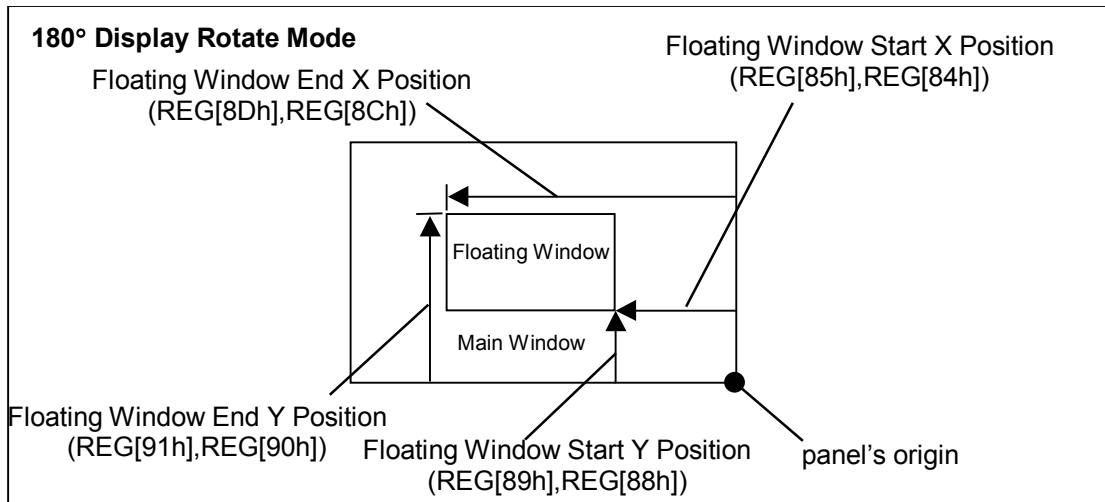 180° Display Rotate Mode
Floating Window Start X Position
(REG[85h],REG[84h])
Floating Window End X Position
(REG[8Dh],REG[8Ch])
Floating Window
Main Window
Floating Window End Y Position
(REG[91h],REG[90h])
Floating Window Start Y Position
(REG[89h],REG[88h])
panel's origin